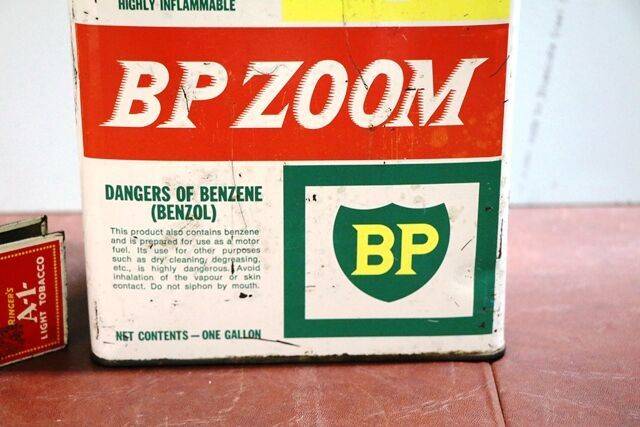 HIGHLY INFLAMMABLE
BP ZOOM
DANGERS OF BENZENE
(BENZOL)
This product also contains benzene
and is prepared for use as a motor
fuel. Its use for other purposes
such as dry cleaning, degreasing,
etc., is highly dangerous. Avoid
inhalation of the vapour or skin
contact. Do not siphon by mouth.
NET CONTENTS — ONE GALLON
BP
RINGER'S
A-1-
LIGHT TOBACCO